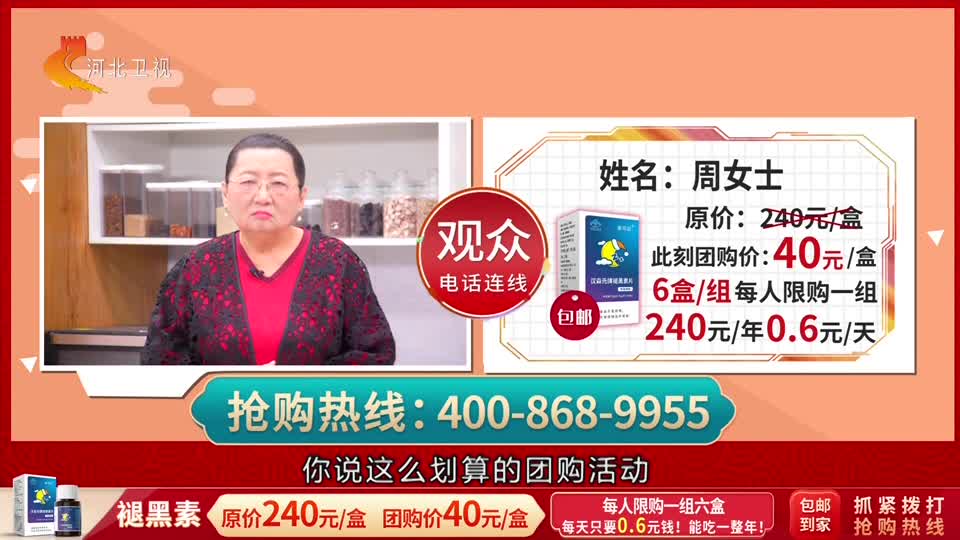 河北卫视
姓名：周女士
原价：240元/盒
此刻团购价：40元/盒
6盒/组每人限购一组
240元/年0.6元/天
包邮
观众
电话连线
抢购热线：400-868-9955
你说这么划算的团购活动
褪黑素
原价240元/盒 团购价40元/盒
每人限购一组六盒
每天只要0.6元钱！能吃一整年！
包邮
到家
抓紧拨打
抢购热线